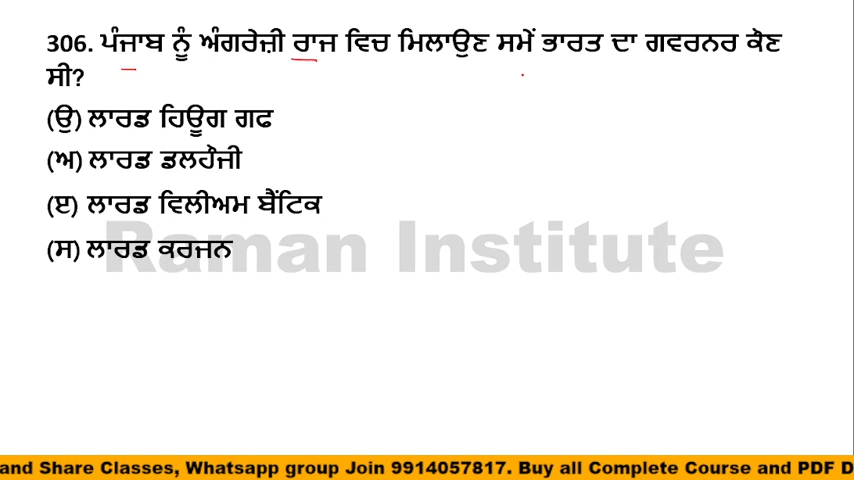 306. ਪੰਜਾਬ ਨੂੰ ਅੰਗਰੇਜ਼ੀ ਰਾਜ ਵਿਚ ਮਿਲਾਉਣ ਸਮੇਂ ਭਾਰਤ ਦਾ ਗਵਰਨਰ ਕੌਣ
ਸੀ?
(ਉ) ਲਾਰਡ ਹਿਊਗ ਗਫ
(ਅ) ਲਾਰਡ ਡਲਹੌਜੀ
(ੲ) ਲਾਰਡ ਵਿਲੀਅਮ ਬੈਂਟਿਕ
(ਸ) ਲਾਰਡ ਕਰਜਨ
Raman Institute
and Share Classes, Whatsapp group Join 9914057817. Buy all Complete Course and PDF D